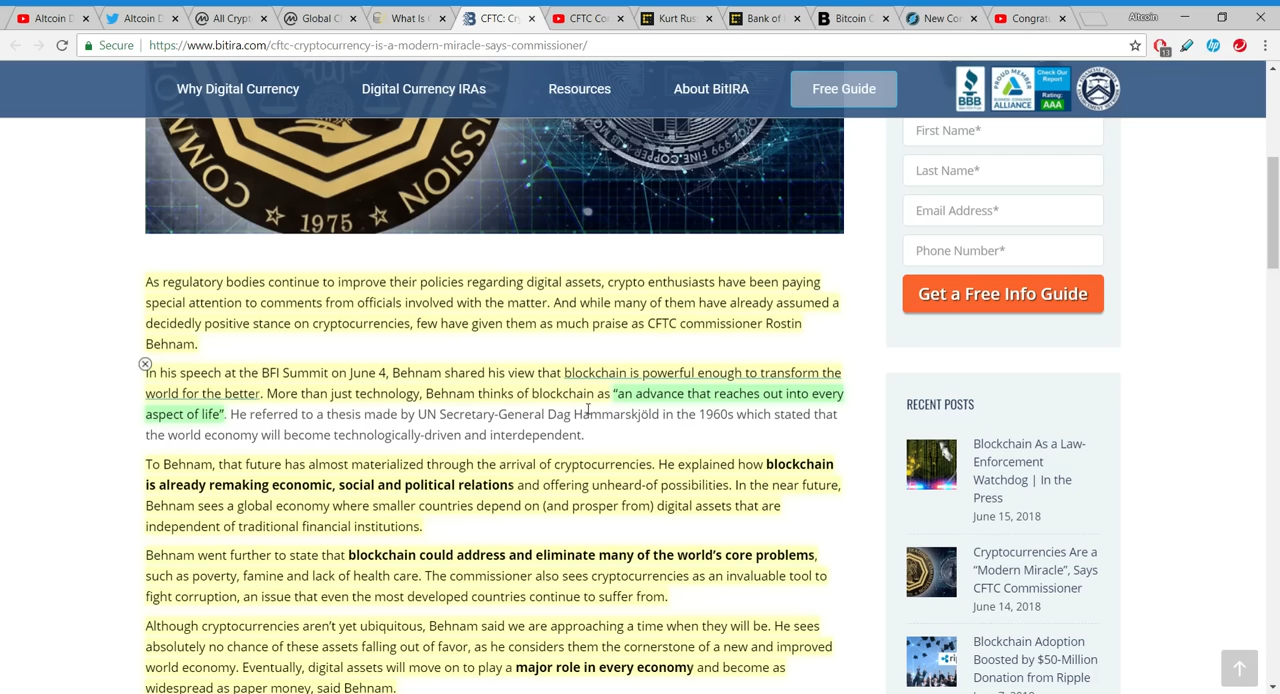 Altcoin D
Altcoin D
All Crypt
Global C
What Is C
CFTC: Cr
CFTC Co
Kurt Rus
Bank of
Bitcoin C
New Con
Congrat
Altcoin
Secure
https://www.bitira.com/cftc-cryptocurrency-is-a-modern-miracle-says-commissioner/
13
Why Digital Currency
Digital Currency IRAs
Resources
About BitIRA
Free Guide
BBB
PROUD MEMBER
ALLIANCE
Check Our
Report
Rating:
AAA
COMMISSION
1975
COPPER
First Name*
Last Name*
Email Address*
Phone Number*
Get a Free Info Guide
As regulatory bodies continue to improve their policies regarding digital assets, crypto enthusiasts have been paying
special attention to comments from officials involved with the matter. And while many of them have already assumed a
decidedly positive stance on cryptocurrencies, few have given them as much praise as CFTC commissioner Rostin
Behnam.
In his speech at the BFI Summit on June 4, Behnam shared his view that blockchain is powerful enough to transform the
world for the better. More than just technology, Behnam thinks of blockchain as “an advance that reaches out into every
aspect of life”. He referred to a thesis made by UN Secretary-General Dag Hammarskjöld in the 1960s which stated that
the world economy will become technologically-driven and interdependent.
To Behnam, that future has almost materialized through the arrival of cryptocurrencies. He explained how blockchain
is already remaking economic, social and political relations and offering unheard-of possibilities. In the near future,
Behnam sees a global economy where smaller countries depend on (and prosper from) digital assets that are
independent of traditional financial institutions.
Behnam went further to state that blockchain could address and eliminate many of the world’s core problems,
such as poverty, famine and lack of health care. The commissioner also sees cryptocurrencies as an invaluable tool to
fight corruption, an issue that even the most developed countries continue to suffer from.
Although cryptocurrencies aren’t yet ubiquitous, Behnam said we are approaching a time when they will be. He sees
absolutely no chance of these assets falling out of favor, as he considers them the cornerstone of a new and improved
world economy. Eventually, digital assets will move on to play a major role in every economy and become as
widespread as paper money, said Behnam.
RECENT POSTS
Blockchain As a Law-
Enforcement
Watchdog | In the
Press
June 15, 2018
Cryptocurrencies Are a
“Modern Miracle”, Says
CFTC Commissioner
June 14, 2018
Blockchain Adoption
Boosted by $50-Million
Donation from Ripple
June 7, 2018